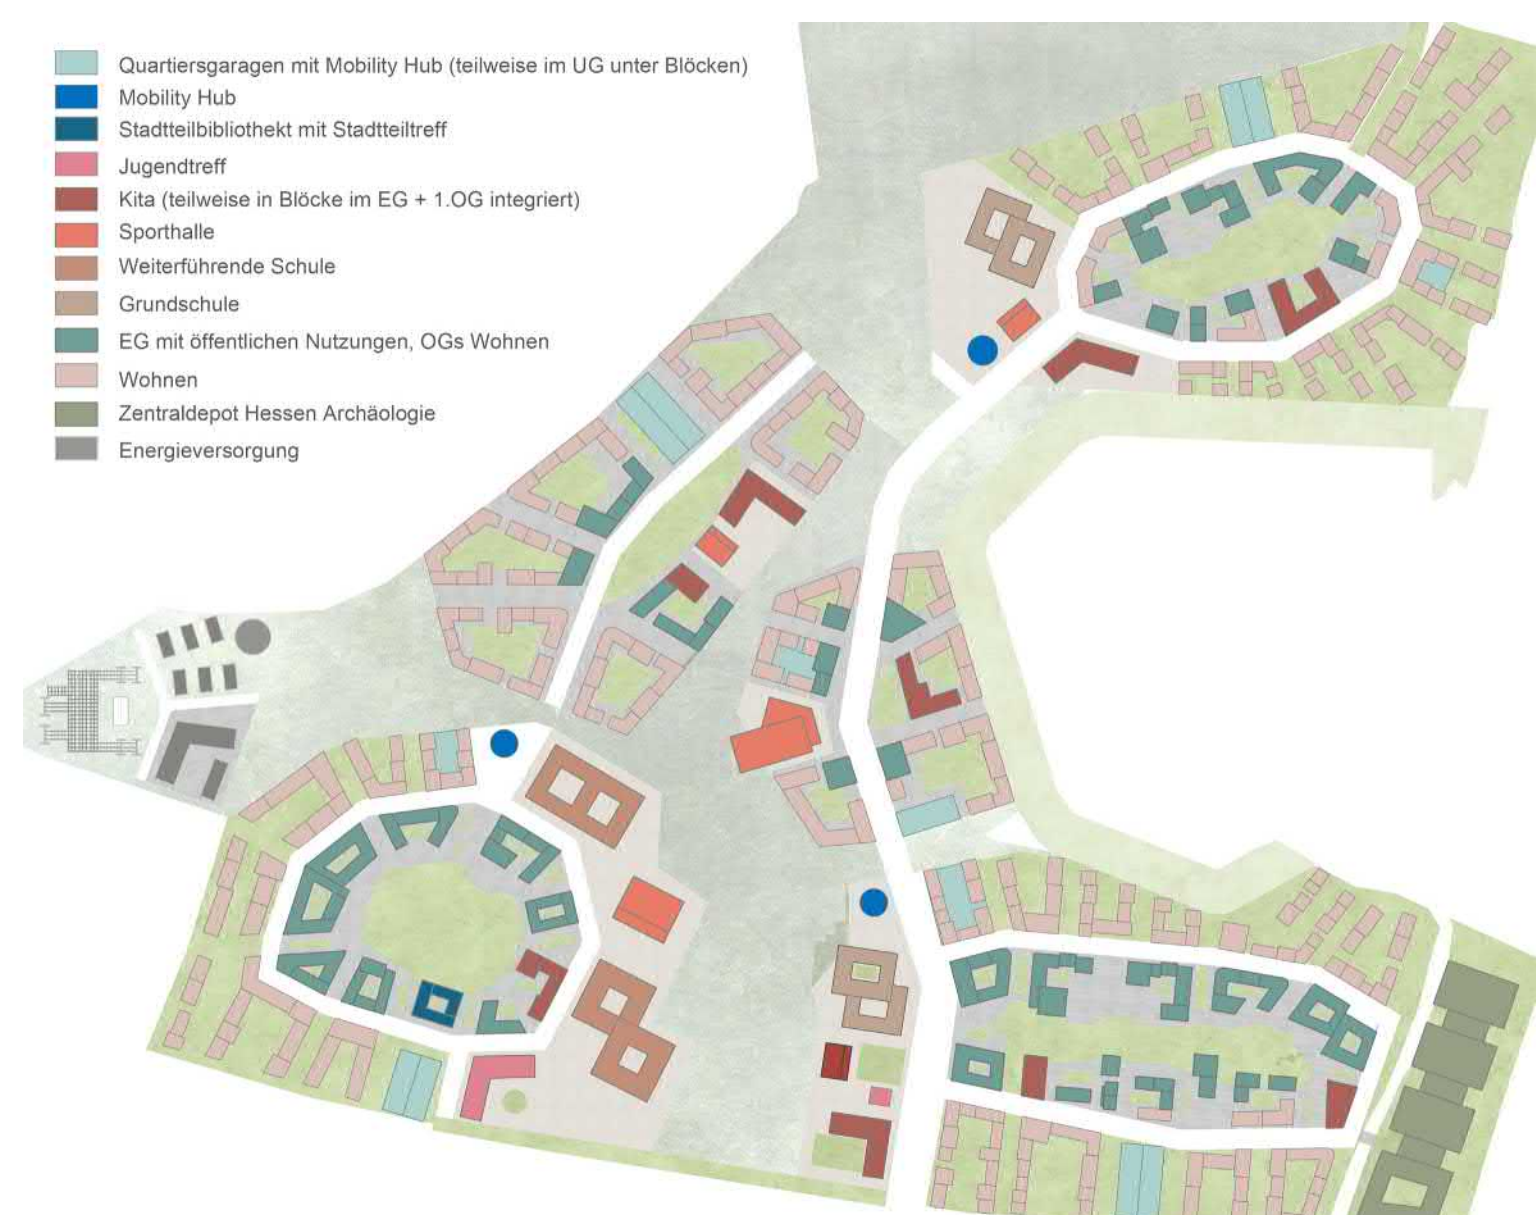 Quartiersgaragen mit Mobility Hub (teilweise im UG unter Blöcken)
Mobility Hub
Stadtteilbibliothekt mit Stadtteiltreff
Jugendtreff
Kita (teilweise in Blöcke im EG + 1.OG integriert)
Sporthalle
Weiterführende Schule
Grundschule
EG mit öffentlichen Nutzungen, OGs Wohnen
Wohnen
Zentraldepot Hessen Archäologie
Energieversorgung